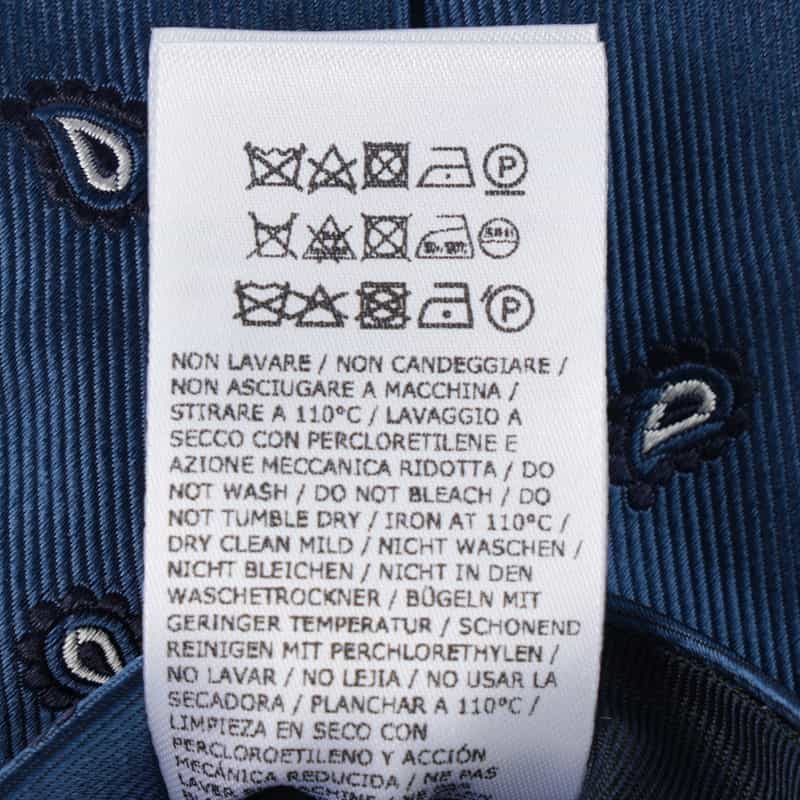 P
P
NON LAVARE / NON CANDEGGIARE /
NON ASCIUGARE A MACCHINA /
STIRARE A 110°C / LAVAGGIO A
SECCO CON PERCLORETILENE E
AZIONE MECCANICA RIDOTTA / DO
NOT WASH / DO NOT BLEACH / DO
NOT TUMBLE DRY / IRON AT 110°C /
DRY CLEAN MILD / NICHT WASCHEN /
NICHT BLEICHEN / NICHT IN DEN
WASCHETROCKNER / BÜGELN MIT
GERINGER TEMPERATUR / SCHONEND
REINIGEN MIT PERCHLORETHYLEN /
NO LAVAR / NO LEJIA / NO USAR LA
SECADORA / PLANCHAR A 110°C /
LIMPIEZA EN SECO CON
PERCLOROETILENO Y ACCIÓN
MECÁNICA REDUCIDA / NE PAS
LAVER